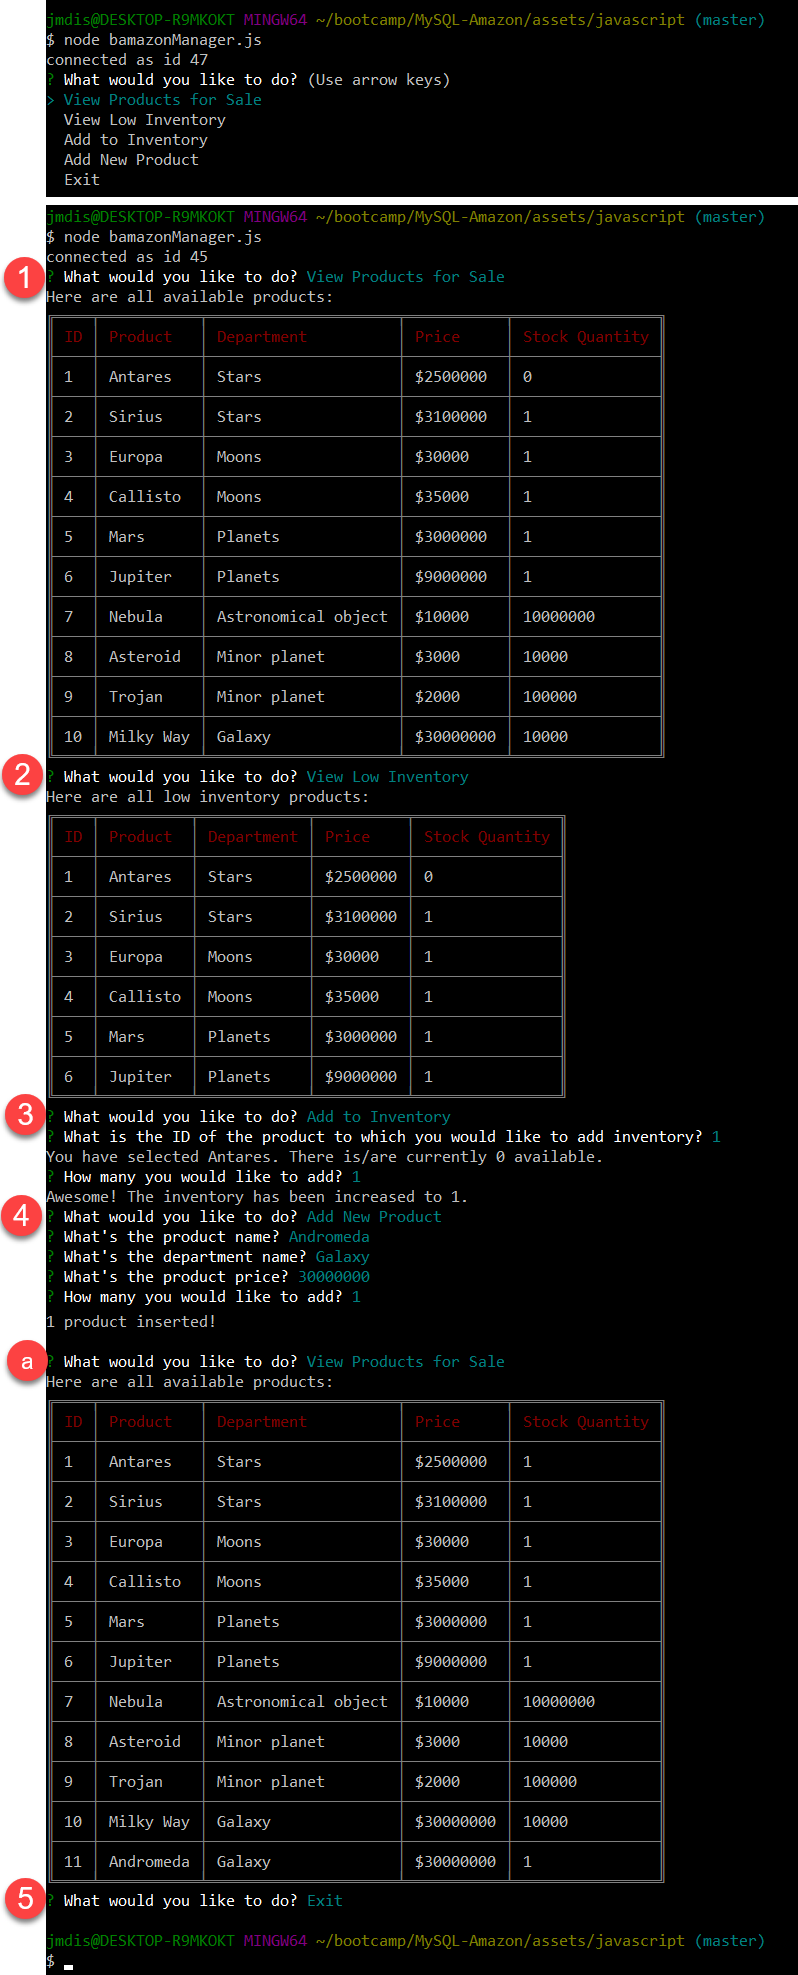 jmdis@DESKTOP-R9MKOKT MINGW64 ~/bootcamp/MySQL-Amazon/assets/javascript (master)
$ node bamazonManager.js
connected as id 47
? What would you like to do? (Use arrow keys)
> View Products for Sale
View Low Inventory
Add to Inventory
Add New Product
Exit
jmdis@DESKTOP-R9MKOKT MINGW64 ~/bootcamp/MySQL-Amazon/assets/javascript (master)
$ node bamazonManager.js
connected as id 45
1 ? What would you like to do? View Products for Sale
Here are all available products:
ID Product Department Price Stock Quantity
1 Antares Stars $2500000 0
2 Sirius Stars $3100000 1
3 Europa Moons $30000 1
4 Callisto Moons $35000 1
5 Mars Planets $3000000 1
6 Jupiter Planets $9000000 1
7 Nebula Astronomical object $10000 10000000
8 Asteroid Minor planet $3000 10000
9 Trojan Minor planet $2000 100000
10 Milky Way Galaxy $30000000 10000
2 ? What would you like to do? View Low Inventory
Here are all low inventory products:
ID Product Department Price Stock Quantity
1 Antares Stars $2500000 0
2 Sirius Stars $3100000 1
3 Europa Moons $30000 1
4 Callisto Moons $35000 1
5 Mars Planets $3000000 1
6 Jupiter Planets $9000000 1
3 ? What would you like to do? Add to Inventory
? What is the ID of the product to which you would like to add inventory? 1
You have selected Antares. There is/are currently 0 available.
? How many you would like to add? 1
Awesome! The inventory has been increased to 1.
4 ? What would you like to do? Add New Product
? What's the product name? Andromeda
? What's the department name? Galaxy
? What's the product price? 30000000
? How many you would like to add? 1
1 product inserted!
a ? What would you like to do? View Products for Sale
Here are all available products:
ID Product Department Price Stock Quantity
1 Antares Stars $2500000 1
2 Sirius Stars $3100000 1
3 Europa Moons $30000 1
4 Callisto Moons $35000 1
5 Mars Planets $3000000 1
6 Jupiter Planets $9000000 1
7 Nebula Astronomical object $10000 10000000
8 Asteroid Minor planet $3000 10000
9 Trojan Minor planet $2000 100000
10 Milky Way Galaxy $30000000 10000
11 Andromeda Galaxy $30000000 1
5 ? What would you like to do? Exit
jmdis@DESKTOP-R9MKOKT MINGW64 ~/bootcamp/MySQL-Amazon/assets/javascript (master)
$